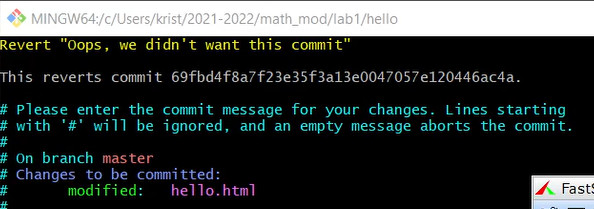 MINGW64:/c/Users/krist/2021-2022/math_mod/lab1/hello
Revert "Oops, we didn't want this commit"
This reverts commit 69fbd4f8a7f23e35f3a13e0047057e120446ac4a.
# Please enter the commit message for your changes. Lines starting
# with '#' will be ignored, and an empty message aborts the commit.
#
# On branch master
# Changes to be committed:
#       modified:   hello.html
#